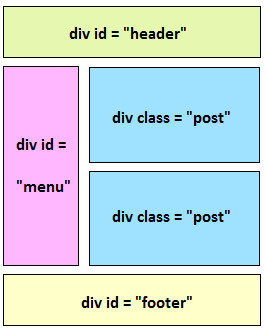 div id = "header"
div id =
"menu"
div class = "post"
div class = "post"
div id = "footer"